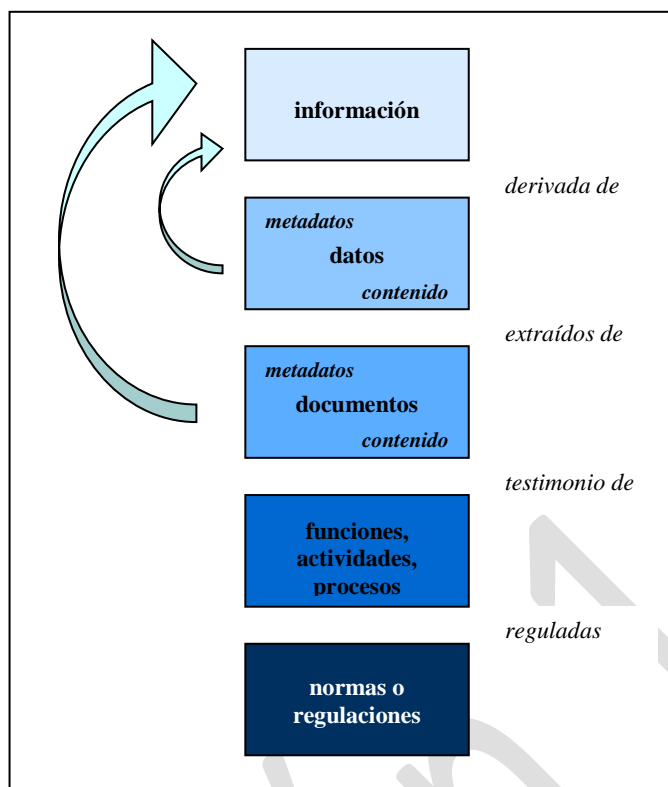 información
derivada de
metadatos
datos
contenido
extraídos de
metadatos
documentos
contenido
testimonio de
funciones,
actividades,
procesos
reguladas
normas o
regulaciones